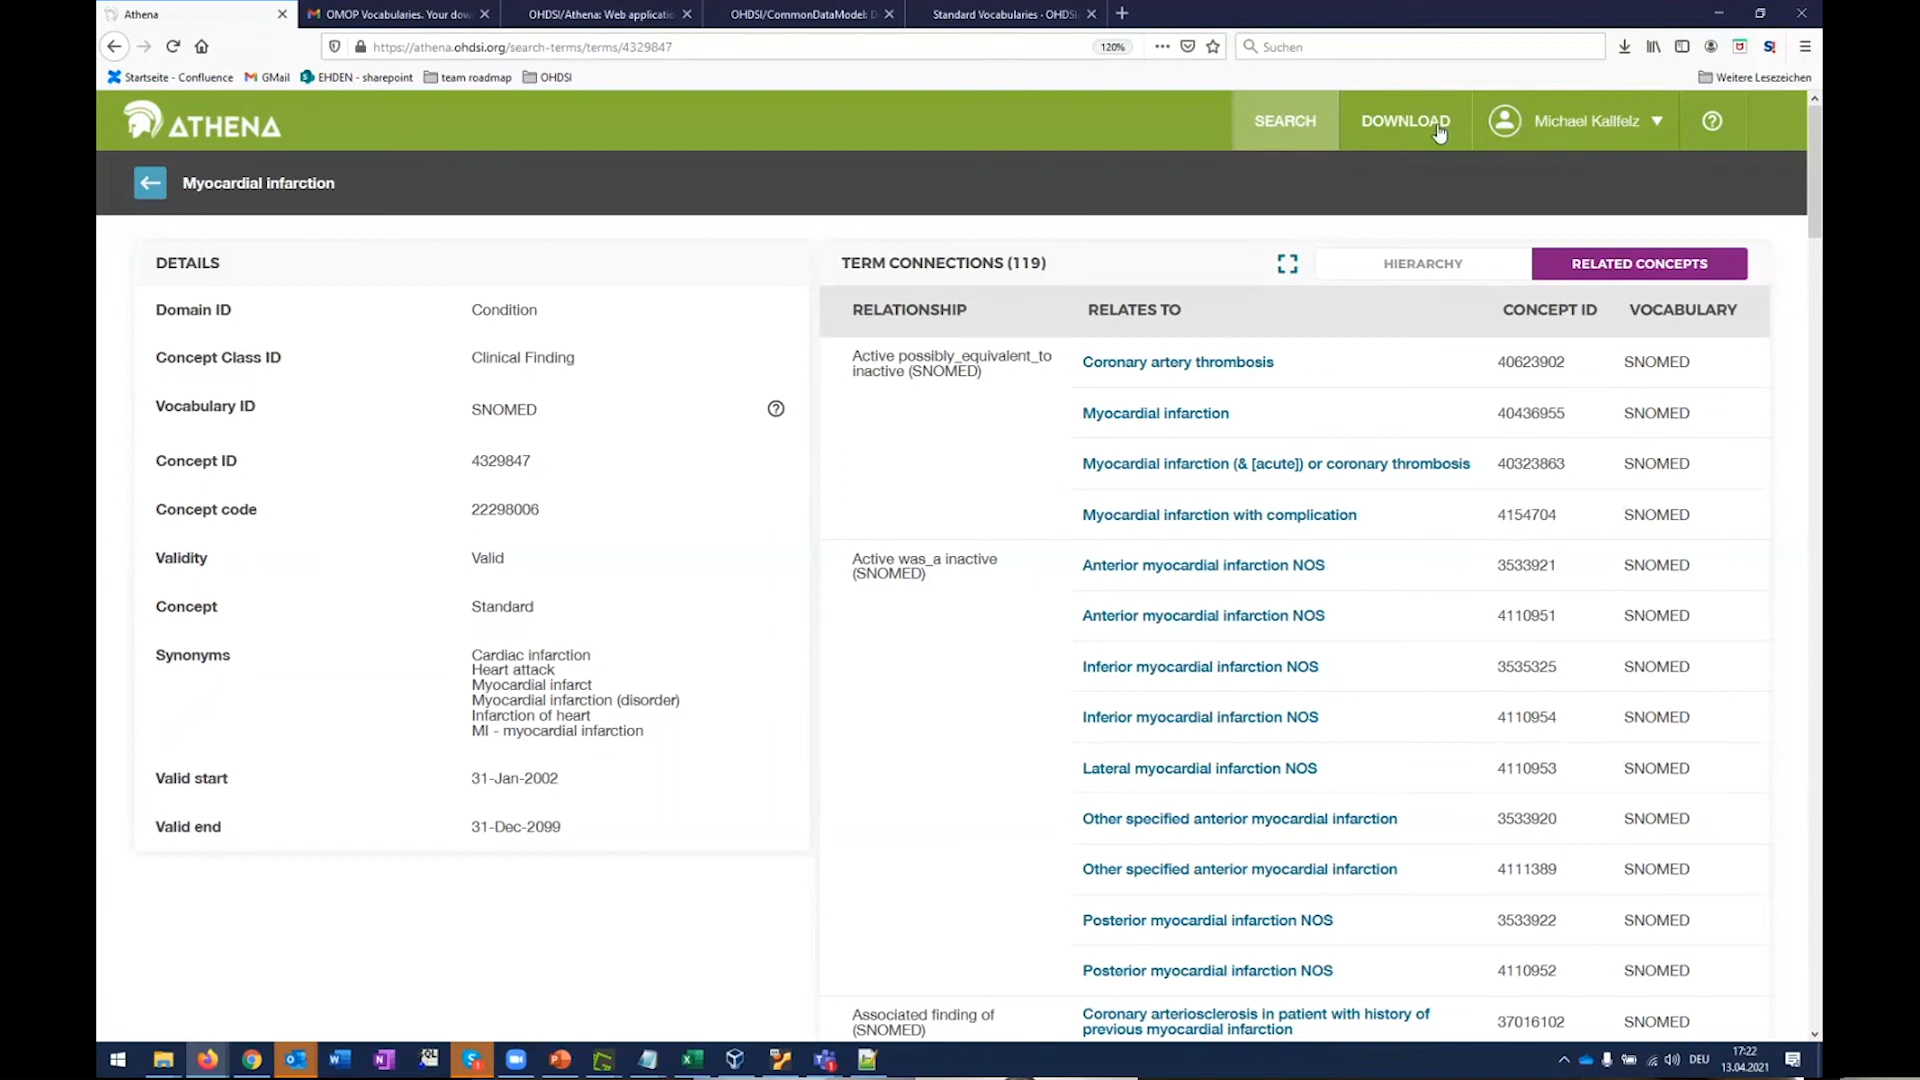 Athena
OMOP Vocabularies. Your dow
OHDSI/Athena: Web applicatio
OHDSI/CommonDataModel: D
Standard Vocabularies · OHDSI
https://athena.ohdsi.org/search-terms/terms/4329847
120%
Suchen
Startseite - Confluence
GMail
EHDEN - sharepoint
team roadmap
OHDSI
Weitere Lesezeichen
ATHENA
SEARCH
DOWNLOAD
Michael Kallfelz
Myocardial infarction
DETAILS
Domain ID Condition
Concept Class ID Clinical Finding
Vocabulary ID SNOMED
Concept ID 4329847
Concept code 22298006
Validity Valid
Concept Standard
Synonyms Cardiac infarction
Heart attack
Myocardial infarct
Myocardial infarction (disorder)
Infarction of heart
MI - myocardial infarction
Valid start 31-Jan-2002
Valid end 31-Dec-2099
TERM CONNECTIONS (119)
HIERARCHY
RELATED CONCEPTS
RELATIONSHIP RELATES TO CONCEPT ID VOCABULARY
Active possibly_equivalent_to
inactive (SNOMED)
Coronary artery thrombosis 40623902 SNOMED
Myocardial infarction 40436955 SNOMED
Myocardial infarction (& [acute]) or coronary thrombosis 40323863 SNOMED
Myocardial infarction with complication 4154704 SNOMED
Active was_a inactive
(SNOMED)
Anterior myocardial infarction NOS 3533921 SNOMED
Anterior myocardial infarction NOS 4110951 SNOMED
Inferior myocardial infarction NOS 3535325 SNOMED
Inferior myocardial infarction NOS 4110954 SNOMED
Lateral myocardial infarction NOS 4110953 SNOMED
Other specified anterior myocardial infarction 3533920 SNOMED
Other specified anterior myocardial infarction 4111389 SNOMED
Posterior myocardial infarction NOS 3533922 SNOMED
Posterior myocardial infarction NOS 4110952 SNOMED
Associated finding of
(SNOMED)
Coronary arteriosclerosis in patient with history of
previous myocardial infarction
37016102 SNOMED
DEU
17:22
13.04.2021